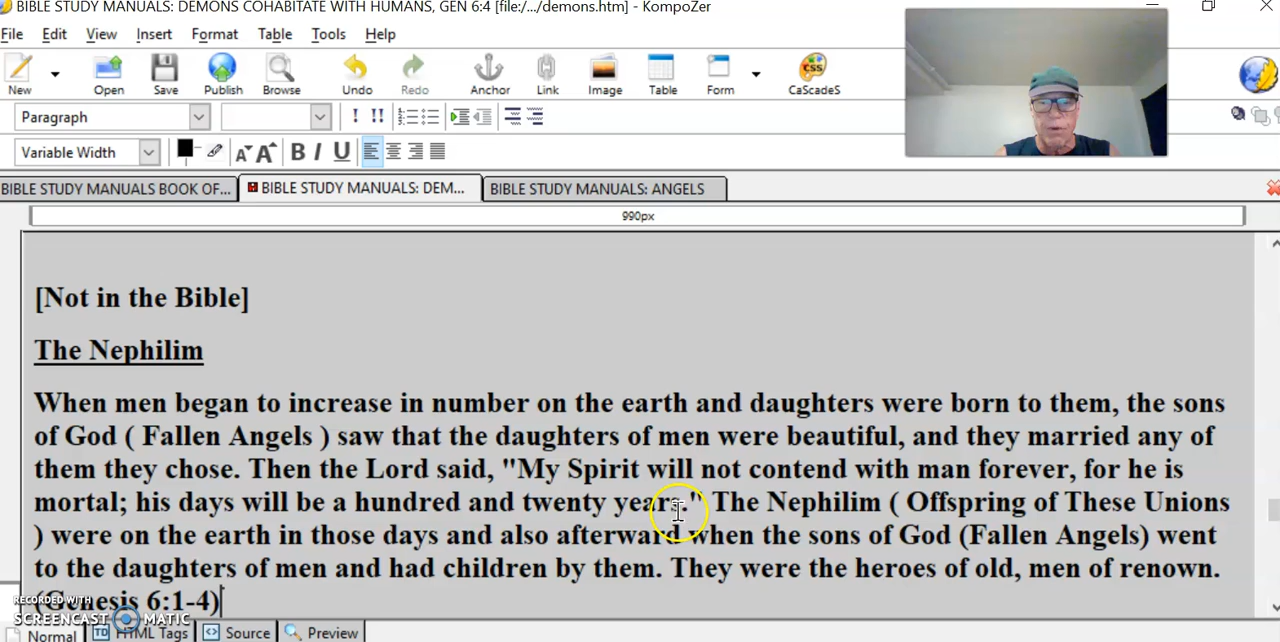 BIBLE STUDY MANUALS: DEMONS COHABITATE WITH HUMANS, GEN 6:4 [file:/.../demons.htm] - KompoZer
File Edit View Insert Format Table Tools Help
New Open Save Publish Browse Undo Redo Anchor Link Image Table Form CaScadeS
Paragraph
Variable Width
BIBLE STUDY MANUALS BOOK OF... BIBLE STUDY MANUALS: DEM... BIBLE STUDY MANUALS: ANGELS
990px
[Not in the Bible]
The Nephilim
When men began to increase in number on the earth and daughters were born to them, the sons
of God ( Fallen Angels ) saw that the daughters of men were beautiful, and they married any of
them they chose. Then the Lord said, "My Spirit will not contend with man forever, for he is
mortal; his days will be a hundred and twenty years." The Nephilim ( Offspring of These Unions
) were on the earth in those days and also afterward when the sons of God (Fallen Angels) went
to the daughters of men and had children by them. They were the heroes of old, men of renown.
(Genesis 6:1-4)
RECORDED WITH
SCREENCAST MATIC
Normal HTML Tags Source Preview